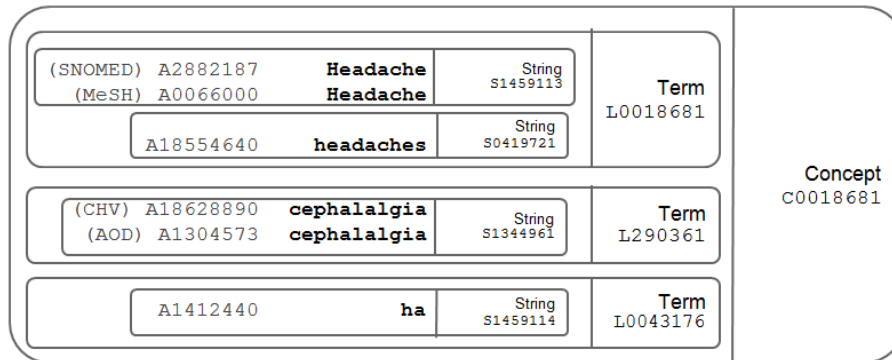 (SNOMED) A2882187 Headache String
(MeSH) A0066000 Headache S1459113
Term
L0018681
A18554640 headaches String
S0419721
Concept
C0018681
(CHV) A18628890 cephalalgia String
(AOD) A1304573 cephalalgia S1344961
Term
L290361
A1412440 ha String
S1459114
Term
L0043176